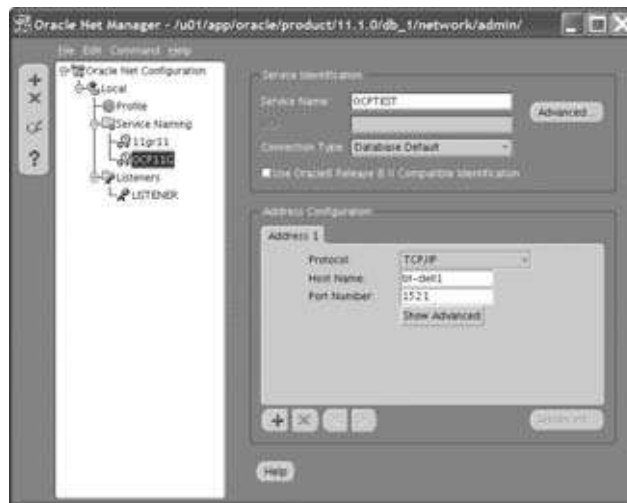 Oracle Net Manager - /u01/app/oracle/product/11.1.0/db_1/network/admin/
File Edit Command Help
Oracle Net Configuration
Local
Profile
Service Naming
11gr11
OCP11G
Listeners
LISTENER
Service Identification
Service Name: OCPTEST
Advanced...
Connection Type: Database Default
Use Oracle8 Release 8.0 Compatible Identification
Address Configuration
Address 1
Protocol: TCP/IP
Host Name:
Port Number: 1521
Show Advanced
Advanced...
Help